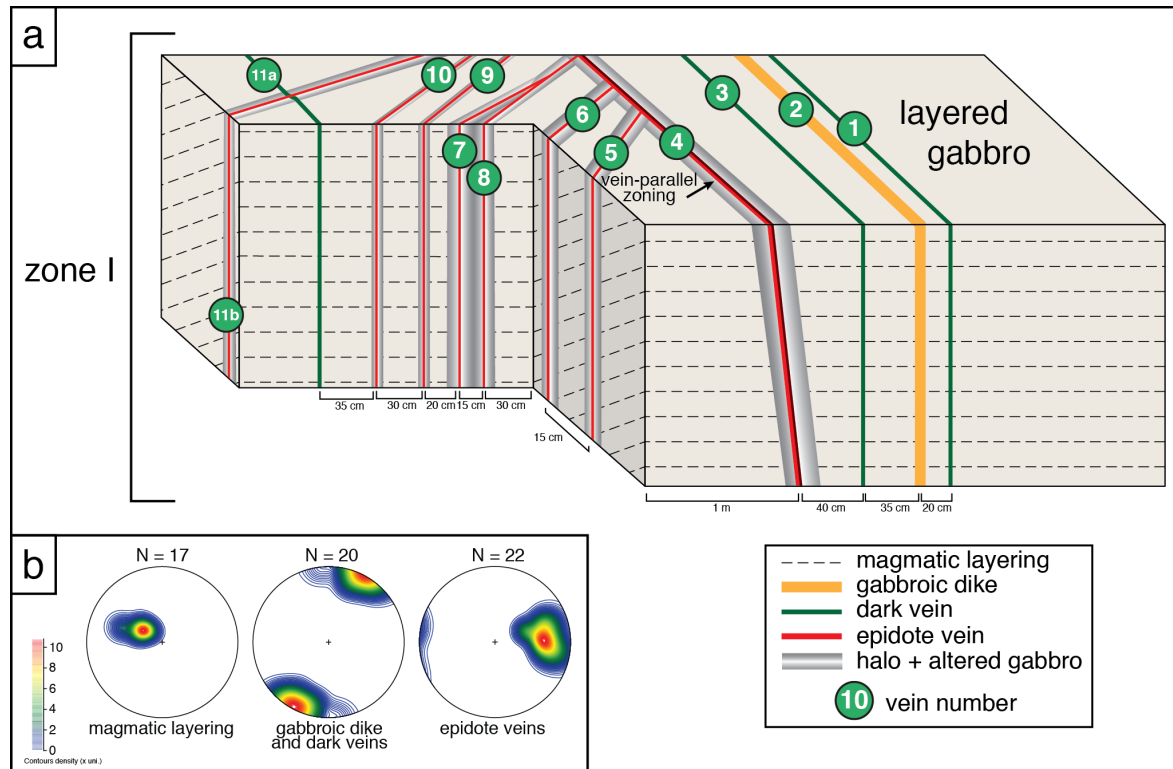 a
zone I
11a
10
9
6
7
8
5
4
3
2
1
11b
layered
gabbro
vein-parallel
zoning
35 cm
30 cm
20 cm
15 cm
30 cm
15 cm
1 m
40 cm
35 cm
20 cm
b
N = 17
N = 20
N = 22
10
8
6
4
2
0
Contours density (x uni.)
magmatic layering
gabbroic dike
and dark veins
epidote veins
magmatic layering
gabbroic dike
dark vein
epidote vein
halo + altered gabbro
10 vein number